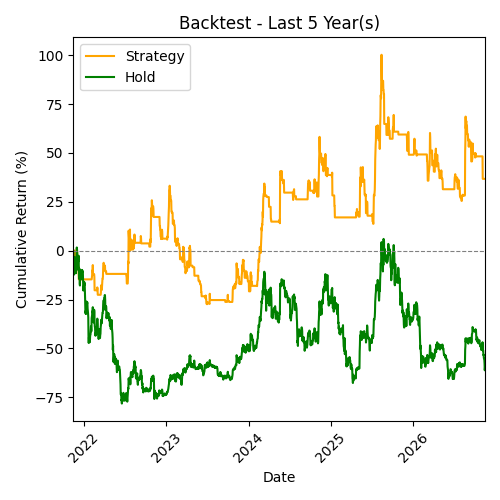 Backtest - Last 5 Year(s)
Strategy
Hold
Cumulative Return (%)
100
75
50
25
0
−25
−50
−75
2022
2023
2024
2025
2026
Date